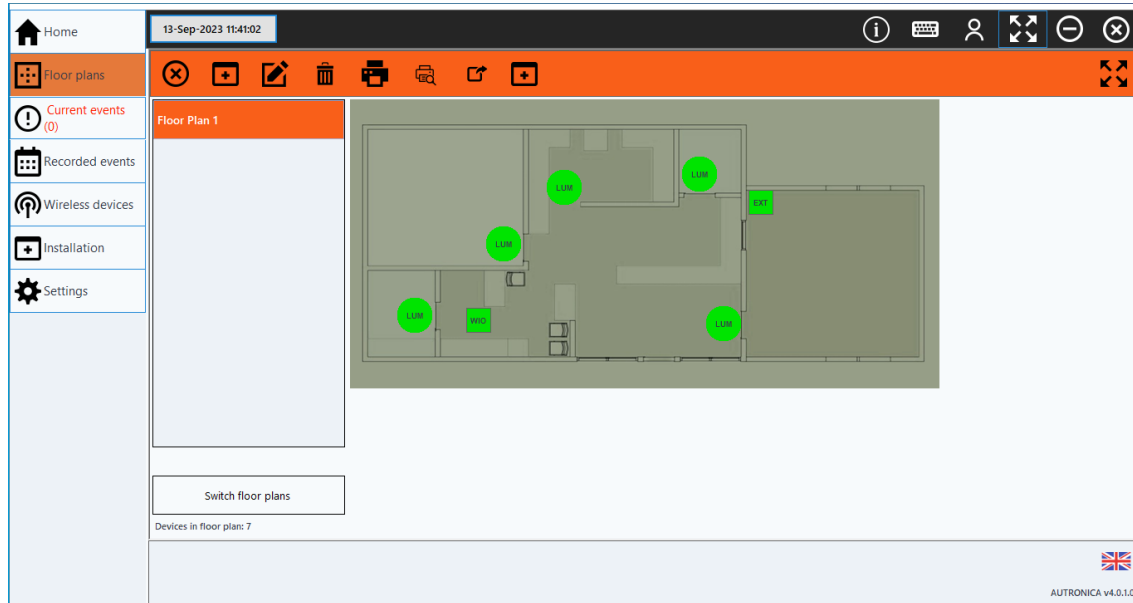 Home
13-Sep-2023 11:41:02
Floor plans
Current events
(0)
Recorded events
Wireless devices
Installation
Settings
Floor Plan 1
LUM
LUM
EXT
LUM
LUM
WIO
LUM
Switch floor plans
Devices in floor plan: 7
AUTRONICA v4.0.1.0